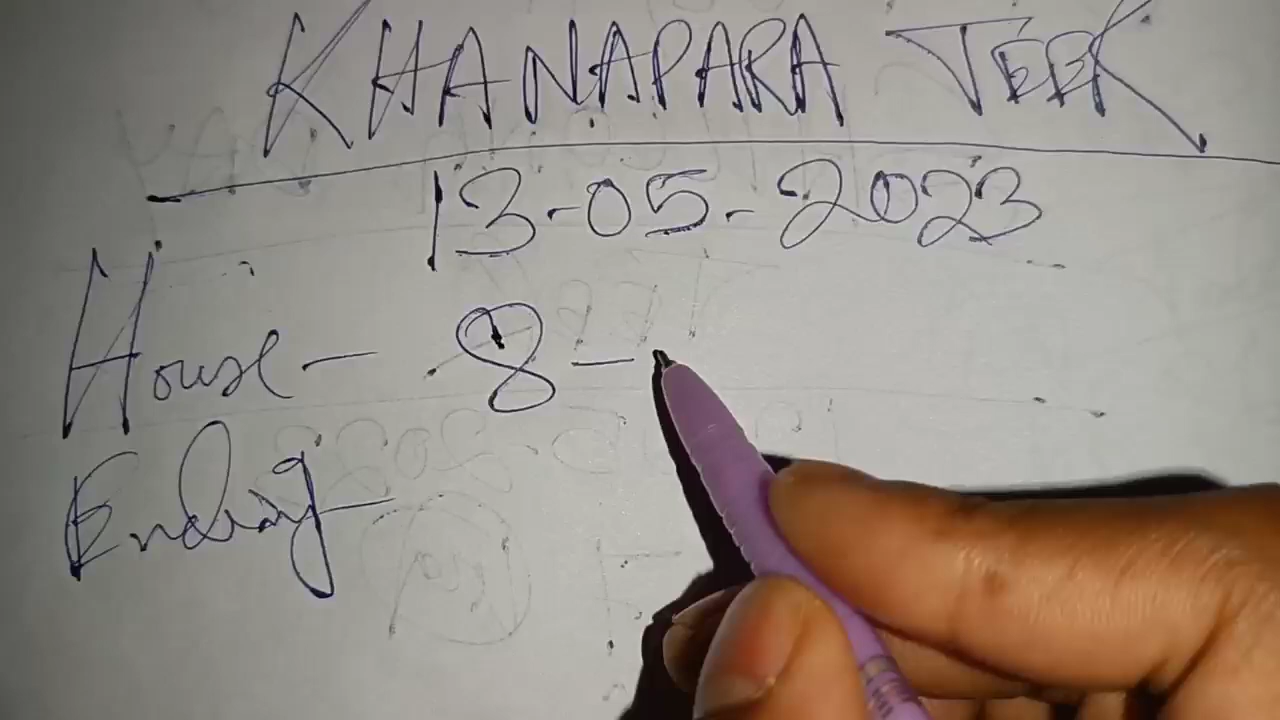 KHANAPARA TEER
13-05-2023
House - 8 -
Ending -